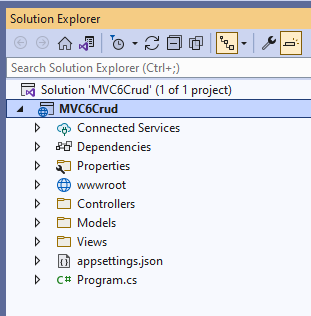 Solution Explorer
Search Solution Explorer (Ctrl+;)
Solution 'MVC6Crud' (1 of 1 project)
MVC6Crud
Connected Services
Dependencies
Properties
wwwroot
Controllers
Models
Views
appsettings.json
C# Program.cs